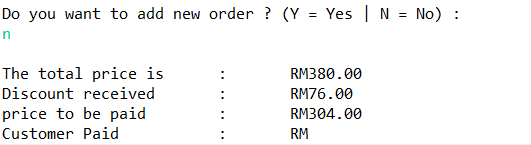 Do you want to add new order ? (Y = Yes | N = No) :
n
The total price is : RM380.00
Discount received : RM76.00
price to be paid : RM304.00
Customer Paid : RM